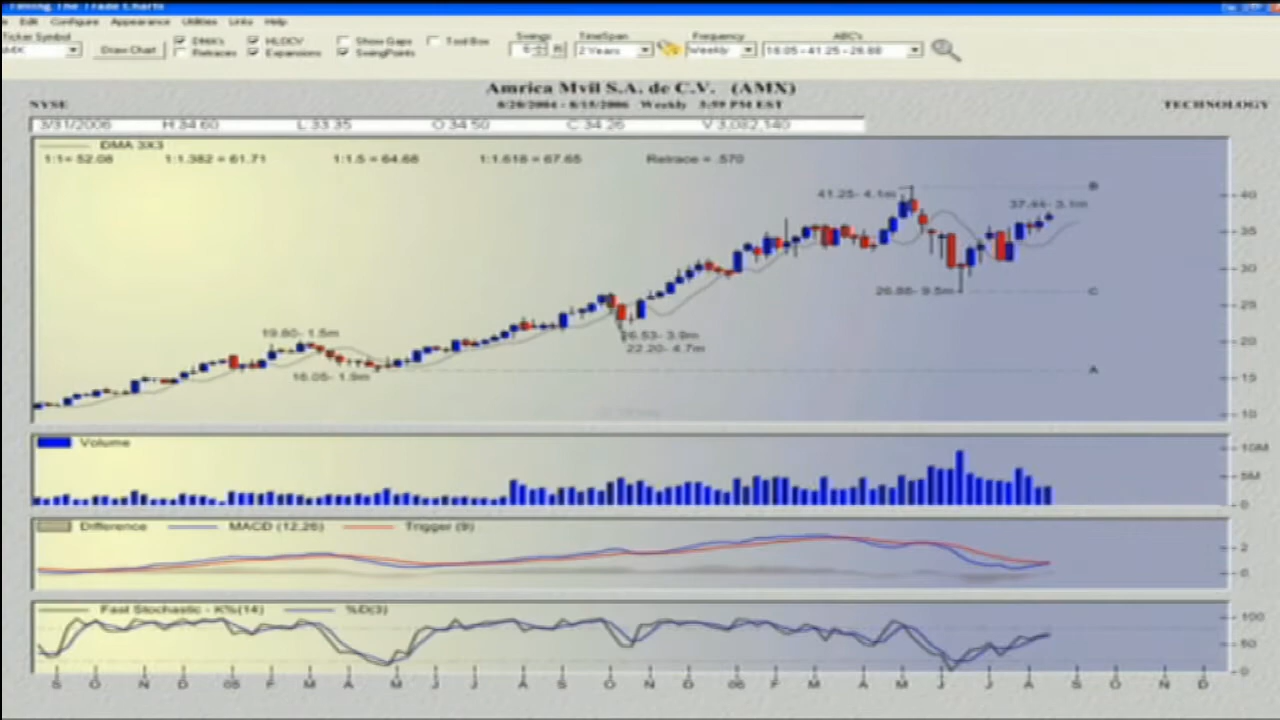 Timing The Trade Charts
Edit Configure Appearance Utilities Links Help
Ticker Symbol
AMX
Draw Chart
DMA's HLOCV Show Gaps Tool Box
Retraces Expansions SwingPoints
Swings
6
TimeSpan
2 Years
Frequency
Weekly
ABC's
16.05-41.25-26.88
Amrica Mvil S.A. de C.V. (AMX)
NYSE
8/20/2004 - 8/15/2006 Weekly 3:59 PM EST
TECHNOLOGY
3/31/2006 H 34.60 L 33.35 O 34.50 C 34.26 V 3,082,140
DMA 3X3
1:1= 52.08 1:1.382 = 61.71 1:1.5 = 64.68 1:1.618 = 67.65 Retrace = .570
41.25- 4.1m
B
37.44- 3.1m
26.88- 9.5m
C
19.80- 1.5m
26.53- 3.9m
22.20- 4.7m
16.05- 1.9m
A
40
35
30
25
20
15
10
Volume
10M
5M
0
Difference MACD (12,26) Trigger (9)
2
0
Fast Stochastic - K%(14) %D(3)
100
50
0
S O N D 05 F M A M J J A S O N D 06 F M A M J J A S O N D